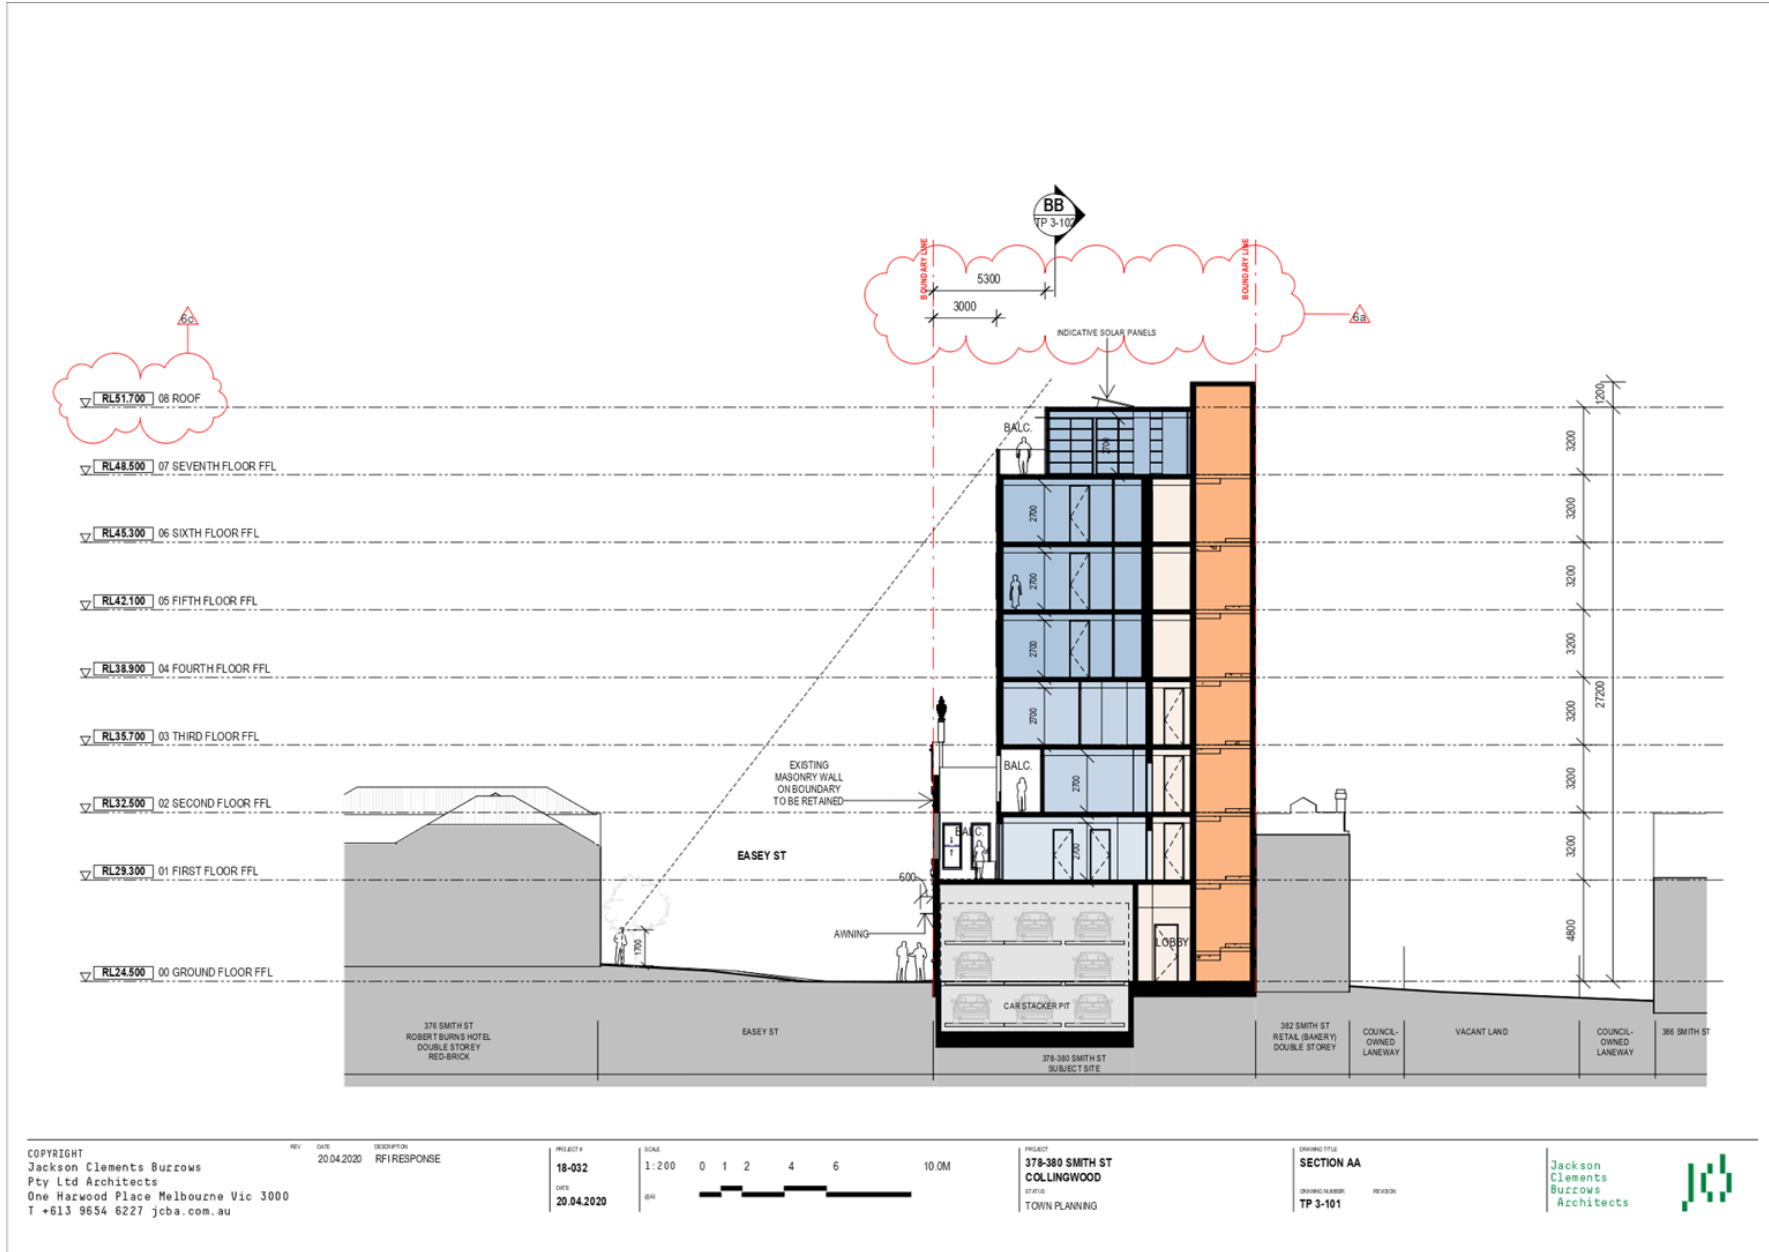 BB
TP 3-102
BOUNDARY LINE
BOUNDARY LINE
5300
3000
6c
6a
INDICATIVE SOLAR PANELS
RL51.700 08 ROOF
1200
BALC.
2700
3200
RL48.500 07 SEVENTH FLOOR FFL
2700
3200
RL45.300 06 SIXTH FLOOR FFL
2700
3200
RL42.100 05 FIFTH FLOOR FFL
2700
3200
RL38.900 04 FOURTH FLOOR FFL
2700
3200
27200
RL35.700 03 THIRD FLOOR FFL
EXISTING
MASONRY WALL
ON BOUNDARY
TO BE RETAINED
BALC.
2700
3200
RL32.500 02 SECOND FLOOR FFL
BALC.
2700
3200
EASEY ST
RL29.300 01 FIRST FLOOR FFL
600
AWNING
1700
LOBBY
4800
RL24.500 00 GROUND FLOOR FFL
CAR STACKER PIT
376 SMITH ST
ROBERT BURNS HOTEL
DOUBLE STOREY
RED-BRICK
EASEY ST
378-380 SMITH ST
SUBJECT SITE
382 SMITH ST
RETAIL (BAKERY)
DOUBLE STOREY
COUNCIL-
OWNED
LANEWAY
VACANT LAND
COUNCIL-
OWNED
LANEWAY
386 SMITH ST
COPYRIGHT
Jackson Clements Burrows
Pty Ltd Architects
One Harwood Place Melbourne Vic 3000
T +613 9654 6227 jcba.com.au
REV DATE DESCRIPTION
20.04.2020 RFI RESPONSE
PROJECT #
18-032
DATE
20.04.2020
SCALE
1:200 0 1 2 4 6 10.0M
@A3
PROJECT
378-380 SMITH ST
COLLINGWOOD
STATUS
TOWN PLANNING
DRAWING TITLE
SECTION AA
DRAWING NUMBER REVISION
TP 3-101
Jackson
Clements
Burrows
Architects
jcb